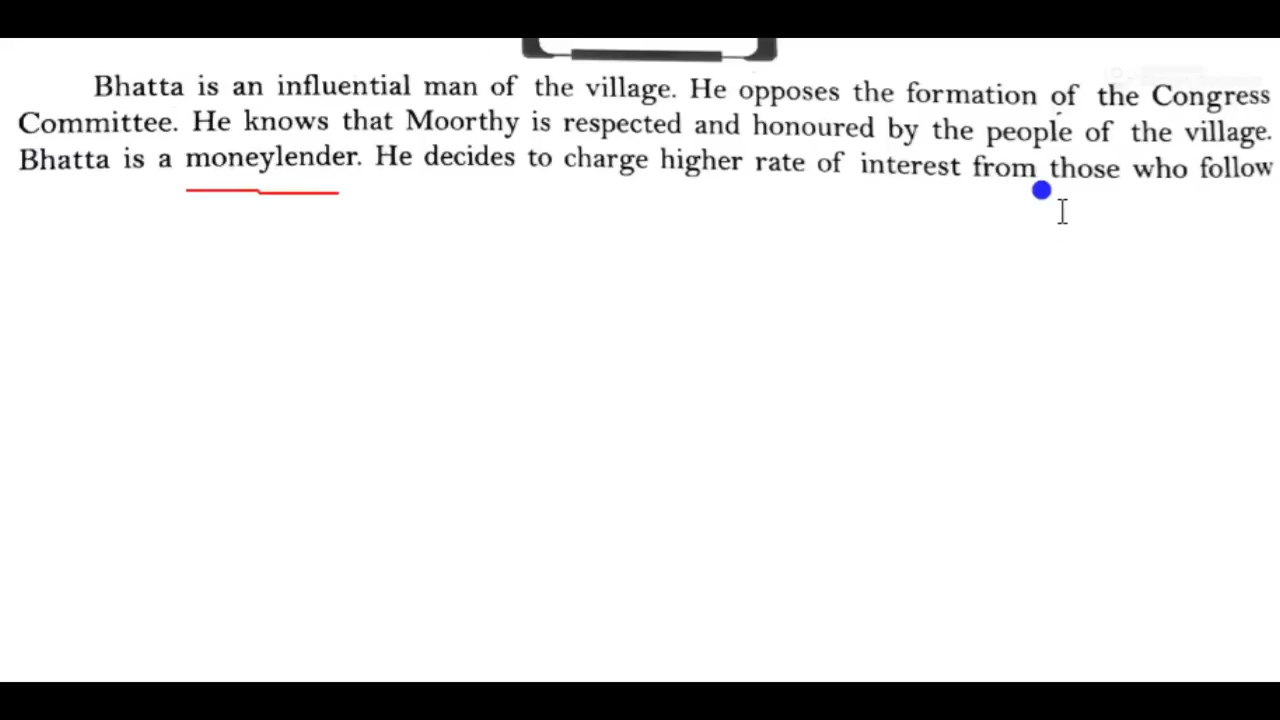 Bhatta is an influential man of the village. He opposes the formation of the Congress
Committee. He knows that Moorthy is respected and honoured by the people of the village.
Bhatta is a moneylender. He decides to charge higher rate of interest from those who follow